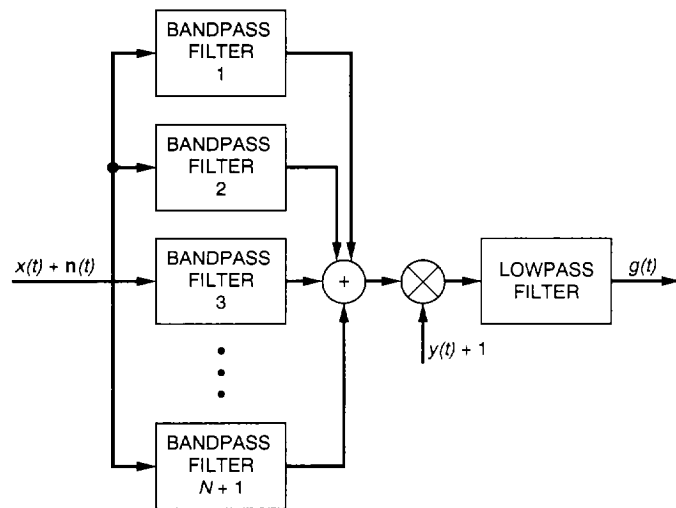 BANDPASS
FILTER
1
BANDPASS
FILTER
2
x(t) + n(t)
BANDPASS
FILTER
3
+
LOWPASS
FILTER
g(t)
y(t) + 1
BANDPASS
FILTER
N + 1